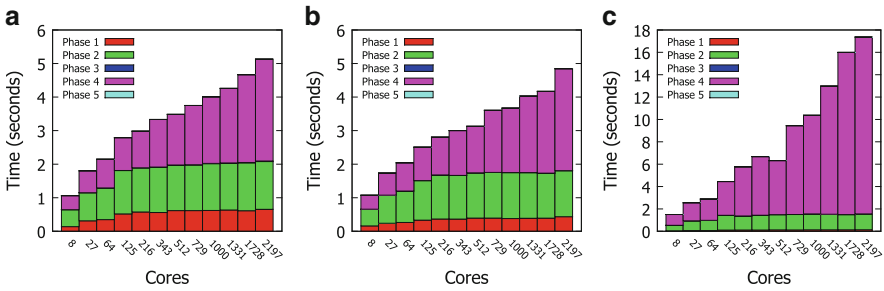 a
Time (seconds)
6
5
4
3
2
1
0
Phase 1
Phase 2
Phase 3
Phase 4
Phase 5
8 27 64 125 216 343 512 729 1000 1331 1728 2197
Cores
b
Time (seconds)
6
5
4
3
2
1
0
Phase 1
Phase 2
Phase 3
Phase 4
Phase 5
8 27 64 125 216 343 512 729 1000 1331 1728 2197
Cores
c
Time (seconds)
18
16
14
12
10
8
6
4
2
0
Phase 1
Phase 2
Phase 3
Phase 4
Phase 5
8 27 64 125 216 343 512 729 1000 1331 1728 2197
Cores